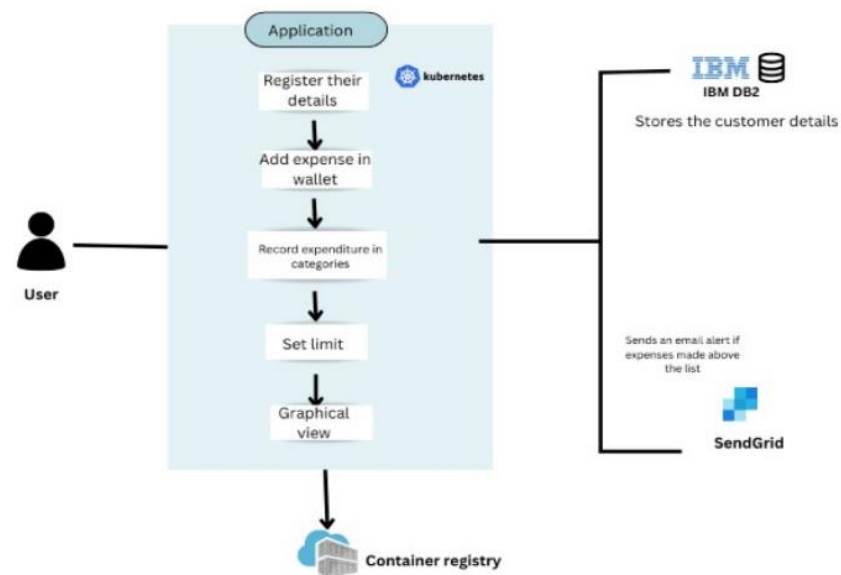 Application
kubernetes
Register their
details
Add expense in
wallet
Record expenditure in
categories
Set limit
Graphical
view
User
IBM
IBM DB2
Stores the customer details
Sends an email alert if
expenses made above
the list
SendGrid
Container registry